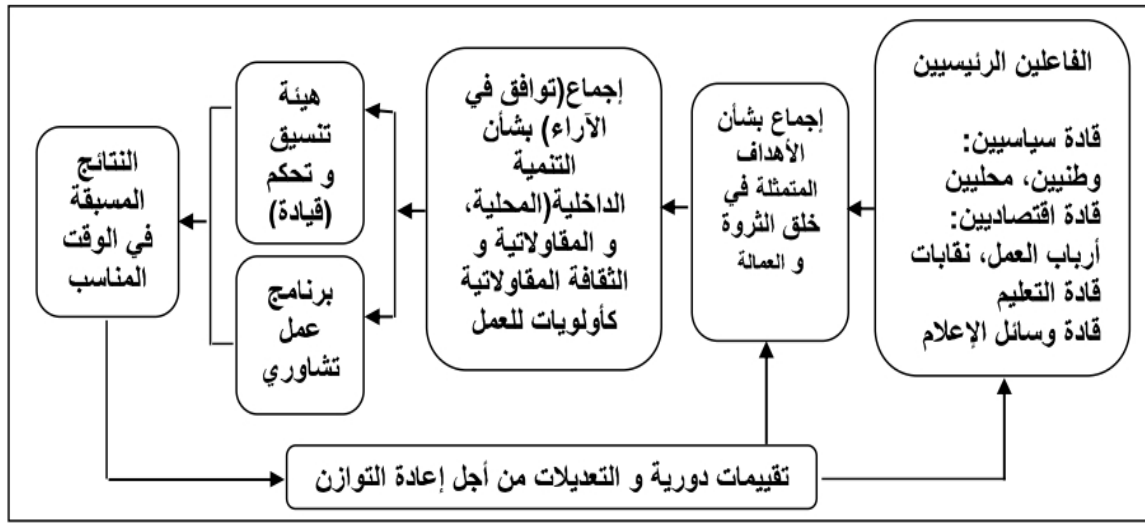 الفاعلين الرئيسيين
قادة سياسيين:
وطنيين، محليين
قادة اقتصاديين:
أرباب العمل، نقابات
قادة التعليم
قادة وسائل الإعلام
إجماع بشأن
الأهداف
المتمثلة في
خلق الثروة
و العمالة
إجماع(توافق في
الآراء) بشأن
التنمية
الداخلية(المحلية،
و المقاولاتية و
الثقافة المقاولاتية
كأولويات للعمل
هيئة
تنسيق
و تحكم
(قيادة)
برنامج
عمل
تشاوري
النتائج
المسبقة
في الوقت
المناسب
تقييمات دورية و التعديلات من أجل إعادة التوازن